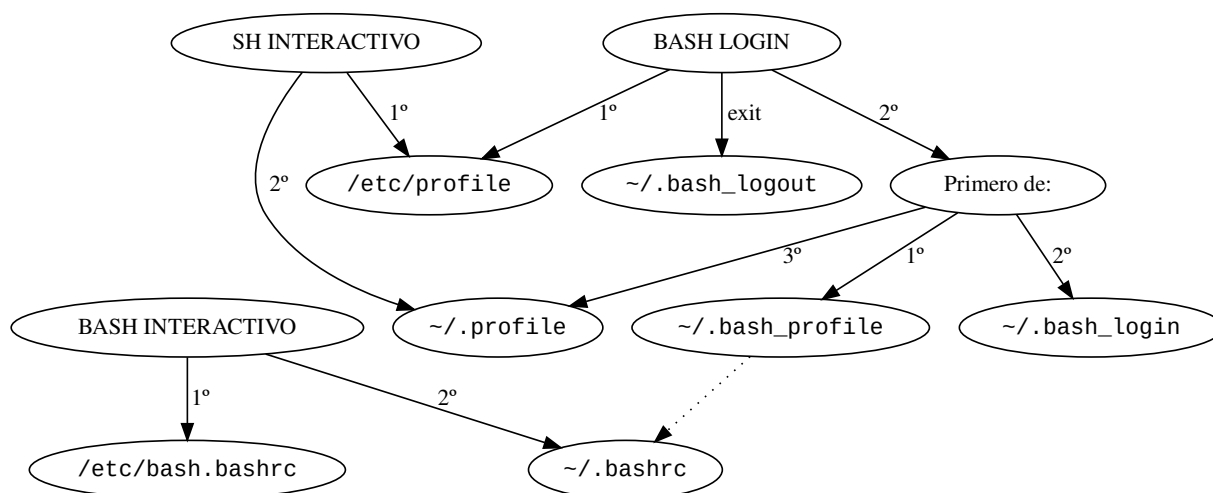 SH INTERACTIVO
BASH LOGIN
1º
1º
exit
2º
2º
/etc/profile
~/.bash_logout
Primero de:
3º
1º
2º
BASH INTERACTIVO
~/.profile
~/.bash_profile
~/.bash_login
1º
2º
/etc/bash.bashrc
~/.bashrc